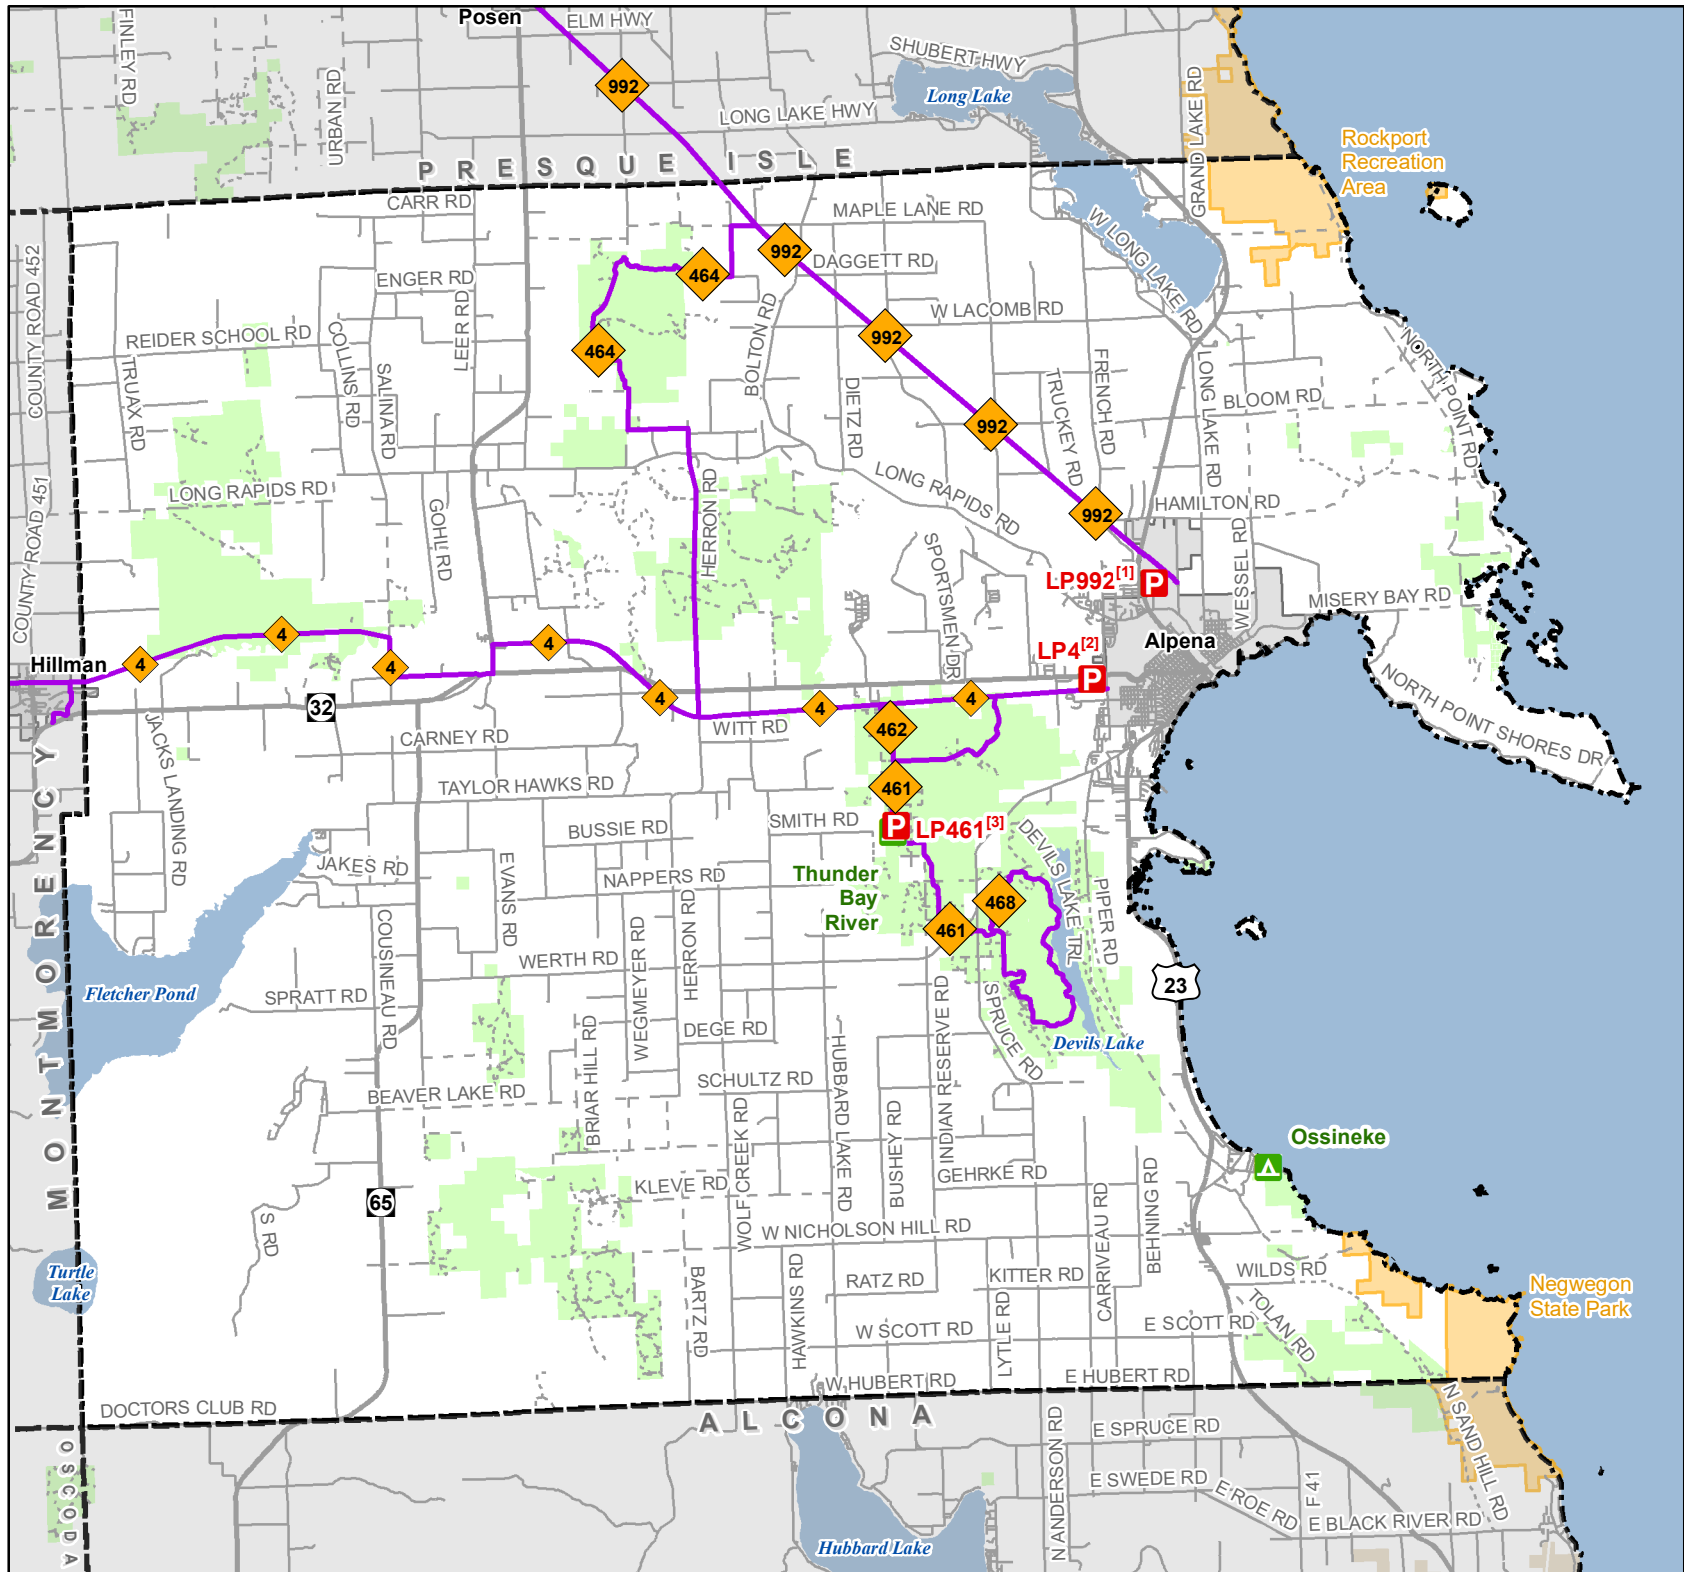 Posen
ELM HWY
FINLEY RD
URBAN RD
SHUBERT HWY
992
Long Lake
LONG LAKE HWY
GRAND LAKE RD
Rockport
Recreation
Area
PRESQUE ISLE
CARR RD
MAPLE LANE RD
W LONG LAKE RD
COUNTY ROAD 452
992
464
DAGGETT RD
ENGER RD
LEER RD
BOLTON RD
W LACOMB RD
REIDER SCHOOL RD
COLLINS RD
992
464
NORTH POINT RD
TRUAX RD
SALINA RD
DIETZ RD
TRUCKEY RD
FRENCH RD
LONG LAKE RD
BLOOM RD
992
LONG RAPIDS RD
LONG RAPIDS RD
HERRON RD
COUNTY ROAD 451
GOHL RD
HAMILTON RD
992
WESSEL RD
SPORTSMEN DR
LP992[1]
P
MISERY BAY RD
4
4
4
4
Hillman
LP4[2]
P
Alpena
NORTH POINT SHORES DR
32
4
4
4
WITT RD
462
JACKS LANDING RD
CARNEY RD
TAYLOR HAWKS RD
461
BUSSIE RD
SMITH RD
P
LP461[3]
DEVILS LAKE TRL
JAKES RD
EVANS RD
NAPPERS RD
Thunder
Bay
River
468
PIPER RD
461
COUSINEAU RD
WEGMEYER RD
HERRON RD
WERTH RD
Fletcher Pond
SPRATT RD
23
MONTMORENCY
INDIAN RESERVE RD
SPRUCE RD
DEGE RD
BRIAR HILL RD
Devils Lake
HUBBARD LAKE RD
SCHULTZ RD
BEAVER LAKE RD
WOLF CREEK RD
BUSHEY RD
Ossineke
GEHRKE RD
KLEVE RD
BEHNING RD
65
S RD
W NICHOLSON HILL RD
CARRIVEAU RD
Turtle
Lake
BARTZ RD
HAWKINS RD
RATZ RD
KITTER RD
WILDS RD
Negwegon
State Park
LYTLE RD
TOLAN RD
W SCOTT RD
E SCOTT RD
W HUBERT RD
E HUBERT RD
DOCTORS CLUB RD
ALCONA
N SAND HILL RD
OSCODA
N ANDERSON RD
E SPRUCE RD
E SWEDE RD
E ROE RD
F 41
E BLACK RIVER RD
Hubbard Lake